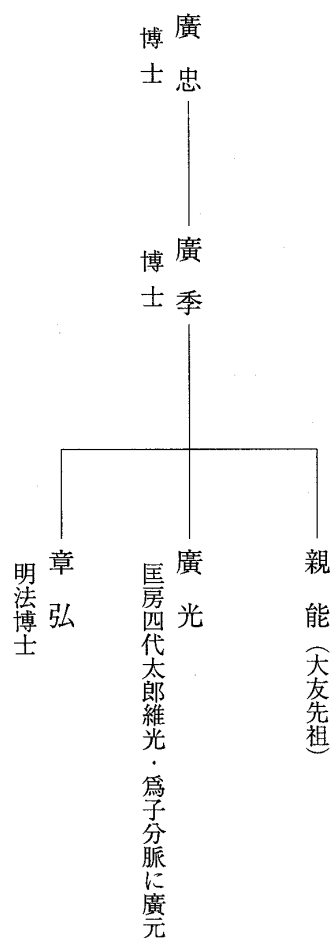 廣忠
博士
廣季
博士
親能(大友先祖)
廣光
匡房四代太郎維光・爲子分脈に廣元
章弘
明法博士